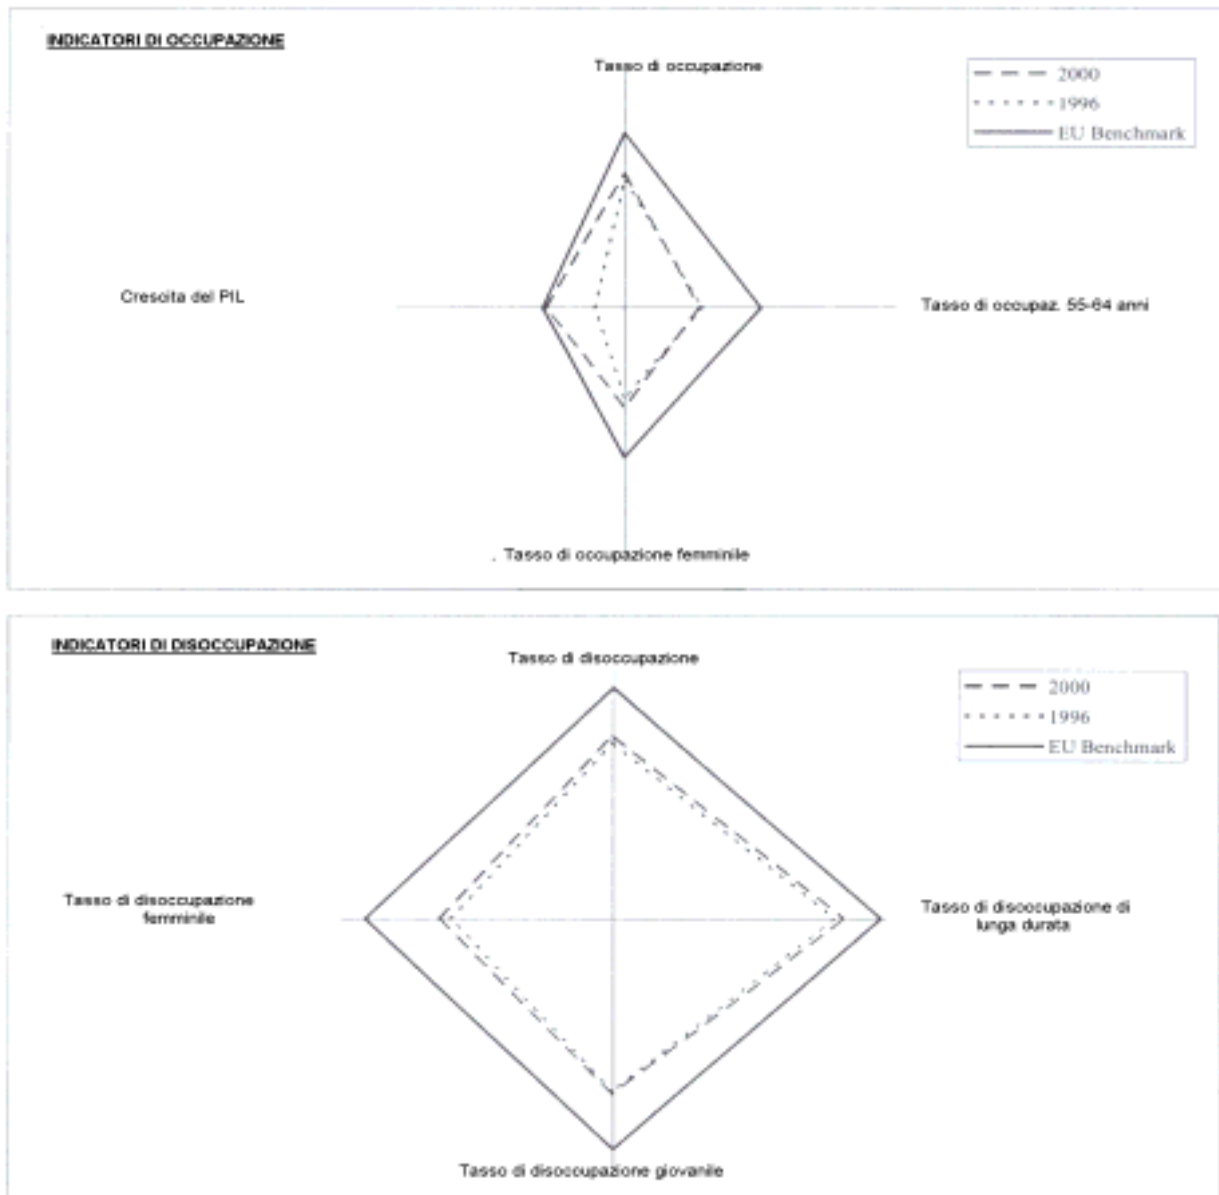 INDICATORI DI OCCUPAZIONE
Tasso di occupazione
2000
1996
EU Benchmark
Crescita del PIL
Tasso di occupaz. 55-64 anni
. Tasso di occupazione femminile
INDICATORI DI DISOCCUPAZIONE
Tasso di disoccupazione
2000
1996
EU Benchmark
Tasso di disoccupazione
femminile
Tasso di disoccupazione di
lunga durata
Tasso di disoccupazione giovanile